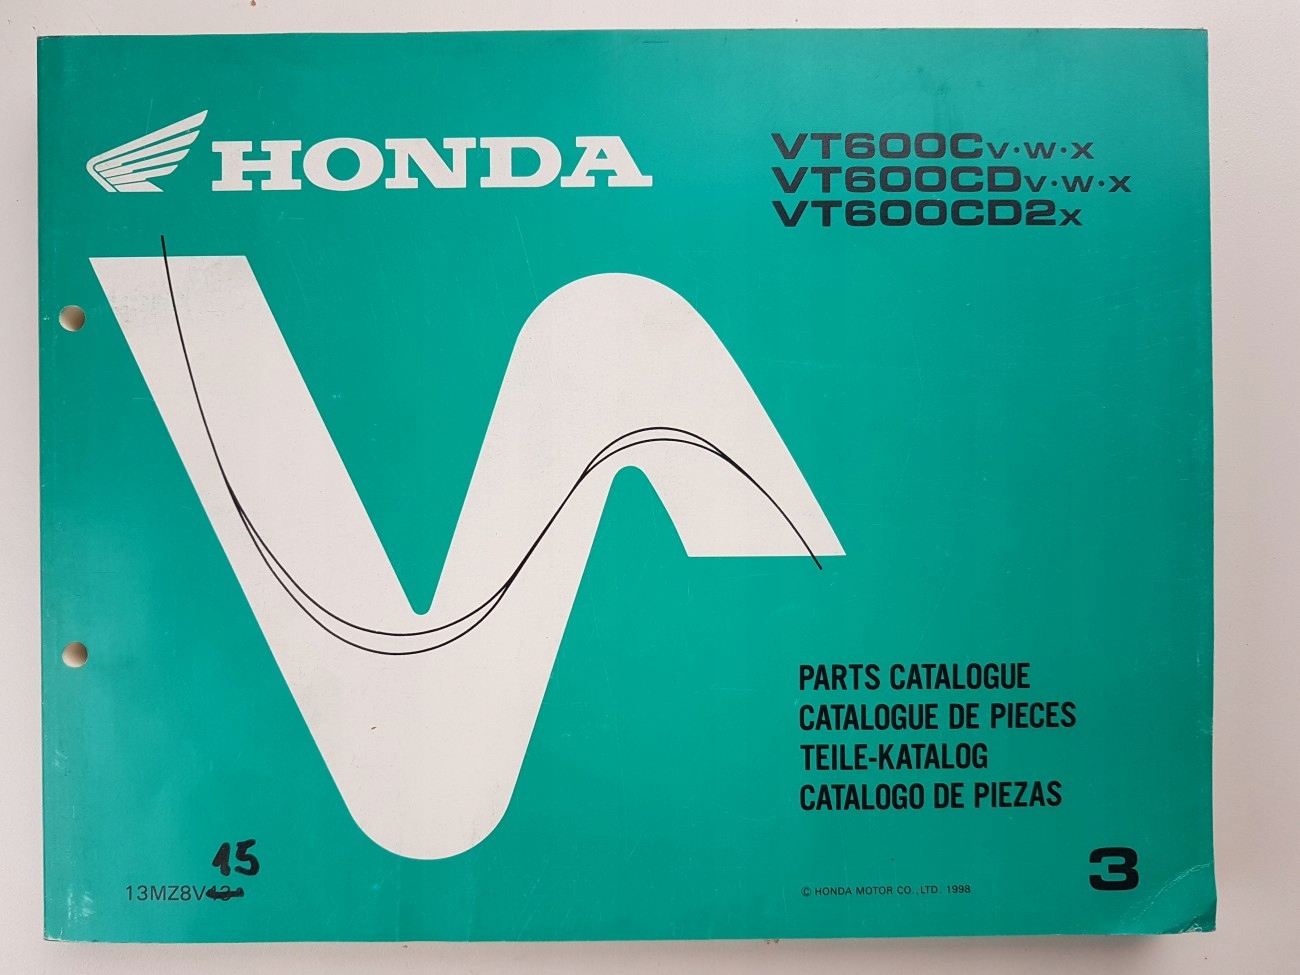 HONDA
VT600CV·W·X
VT600CDV·W·X
VT600CD2X
PARTS CATALOGUE
CATALOGUE DE PIECES
TEILE-KATALOG
CATALOGO DE PIEZAS
15
13MZ8V
© HONDA MOTOR CO., LTD. 1998
3